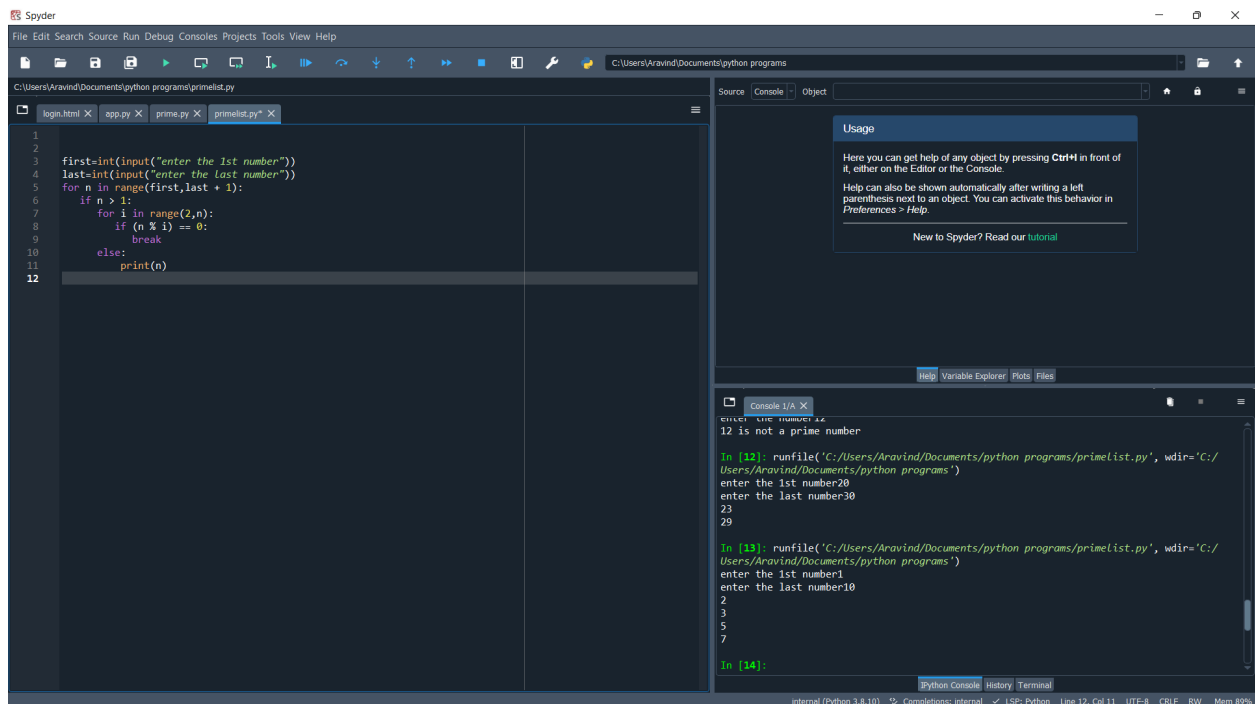 Spyder
File Edit Search Source Run Debug Consoles Projects Tools View Help
C:\Users\Aravind\Documents\python programs
C:\Users\Aravind\Documents\python programs\primelist.py
login.html app.py prime.py primelist.py*
1
2
3 first=int(input("enter the 1st number"))
4 last=int(input("enter the last number"))
5 for n in range(first,last + 1):
6 if n > 1:
7 for i in range(2,n):
8 if (n % i) == 0:
9 break
10 else:
11 print(n)
12
Source Console Object
Usage
Here you can get help of any object by pressing Ctrl+I in front of
it, either on the Editor or the Console.
Help can also be shown automatically after writing a left
parenthesis next to an object. You can activate this behavior in
Preferences > Help.
New to Spyder? Read our tutorial
Help Variable Explorer Plots Files
Console 1/A
enter the number12
12 is not a prime number
In [12]: runfile('C:/Users/Aravind/Documents/python programs/primelist.py', wdir='C:/
Users/Aravind/Documents/python programs')
enter the 1st number20
enter the last number30
23
29
In [13]: runfile('C:/Users/Aravind/Documents/python programs/primelist.py', wdir='C:/
Users/Aravind/Documents/python programs')
enter the 1st number1
enter the last number10
2
3
5
7
In [14]:
IPython Console History Terminal
internal (Python 3.8.10) Completions: internal LSP: Python Line 12, Col 11 UTF-8 CRLF RW Mem 89%